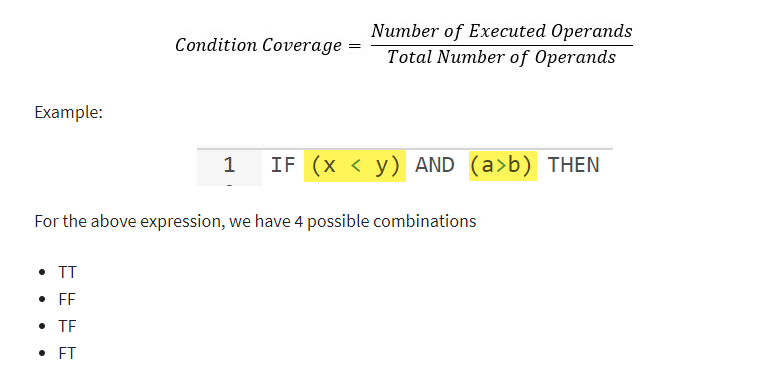 Condition Coverage = Number of Executed Operands / Total Number of Operands
Example:
1 IF (x < y) AND (a>b) THEN
For the above expression, we have 4 possible combinations
• TT
• FF
• TF
• FT